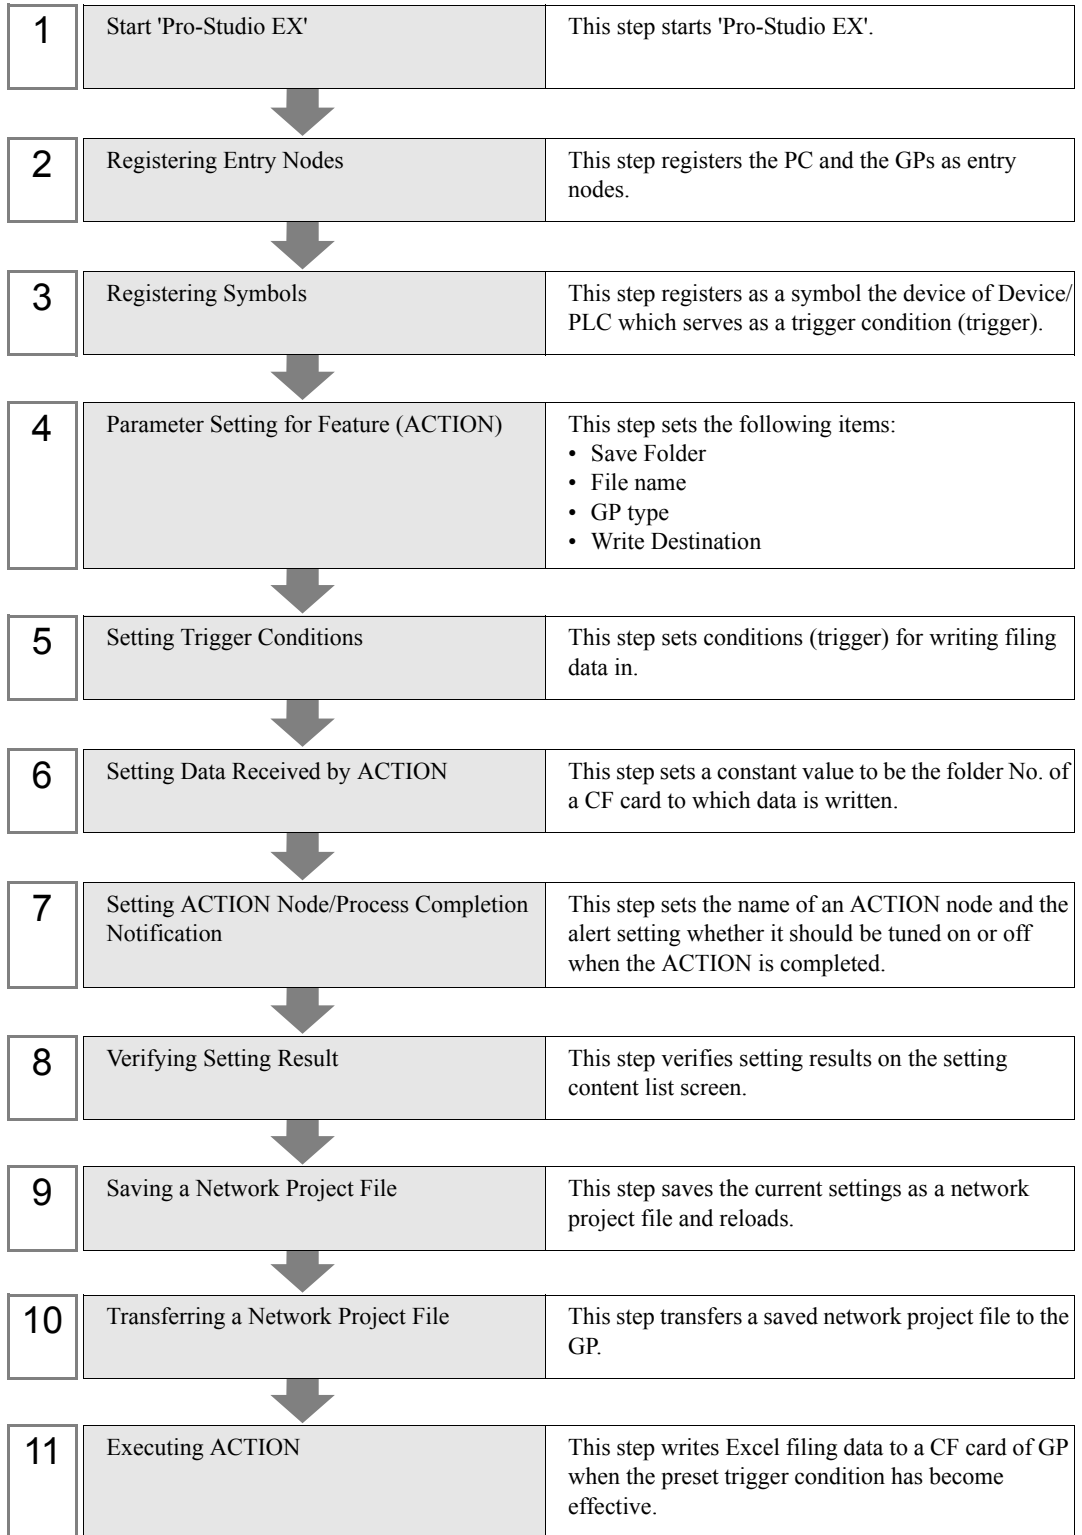 1
Start 'Pro-Studio EX'
This step starts 'Pro-Studio EX'.
2
Registering Entry Nodes
This step registers the PC and the GPs as entry
nodes.
3
Registering Symbols
This step registers as a symbol the device of Device/
PLC which serves as a trigger condition (trigger).
4
Parameter Setting for Feature (ACTION)
This step sets the following items:
• Save Folder
• File name
• GP type
• Write Destination
5
Setting Trigger Conditions
This step sets conditions (trigger) for writing filing
data in.
6
Setting Data Received by ACTION
This step sets a constant value to be the folder No. of
a CF card to which data is written.
7
Setting ACTION Node/Process Completion
Notification
This step sets the name of an ACTION node and the
alert setting whether it should be tuned on or off
when the ACTION is completed.
8
Verifying Setting Result
This step verifies setting results on the setting
content list screen.
9
Saving a Network Project File
This step saves the current settings as a network
project file and reloads.
10
Transferring a Network Project File
This step transfers a saved network project file to the
GP.
11
Executing ACTION
This step writes Excel filing data to a CF card of GP
when the preset trigger condition has become
effective.